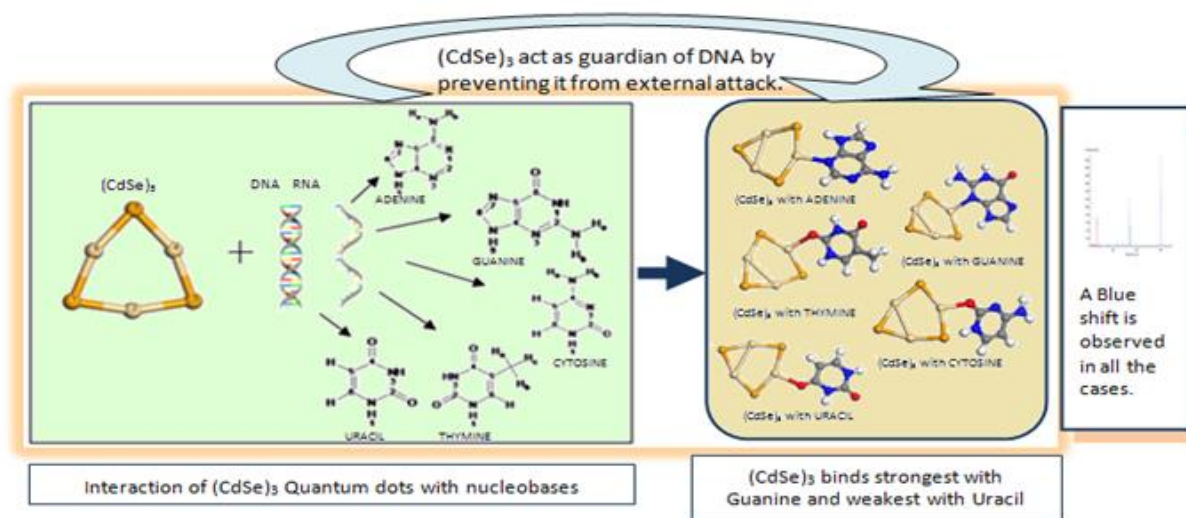 (CdSe)₃ act as guardian of DNA by
preventing it from external attack.
(CdSe)₃
DNA RNA
+
ADENINE
GUANINE
CYTOSINE
URACIL
THYMINE
(CdSe)₃ with ADENINE
(CdSe)₃ with GUANINE
(CdSe)₃ with THYMINE
(CdSe)₃ with CYTOSINE
(CdSe)₃ with URACIL
A Blue
shift is
observed
in all the
cases.
Interaction of (CdSe)₃ Quantum dots with nucleobases
(CdSe)₃ binds strongest with
Guanine and weakest with Uracil